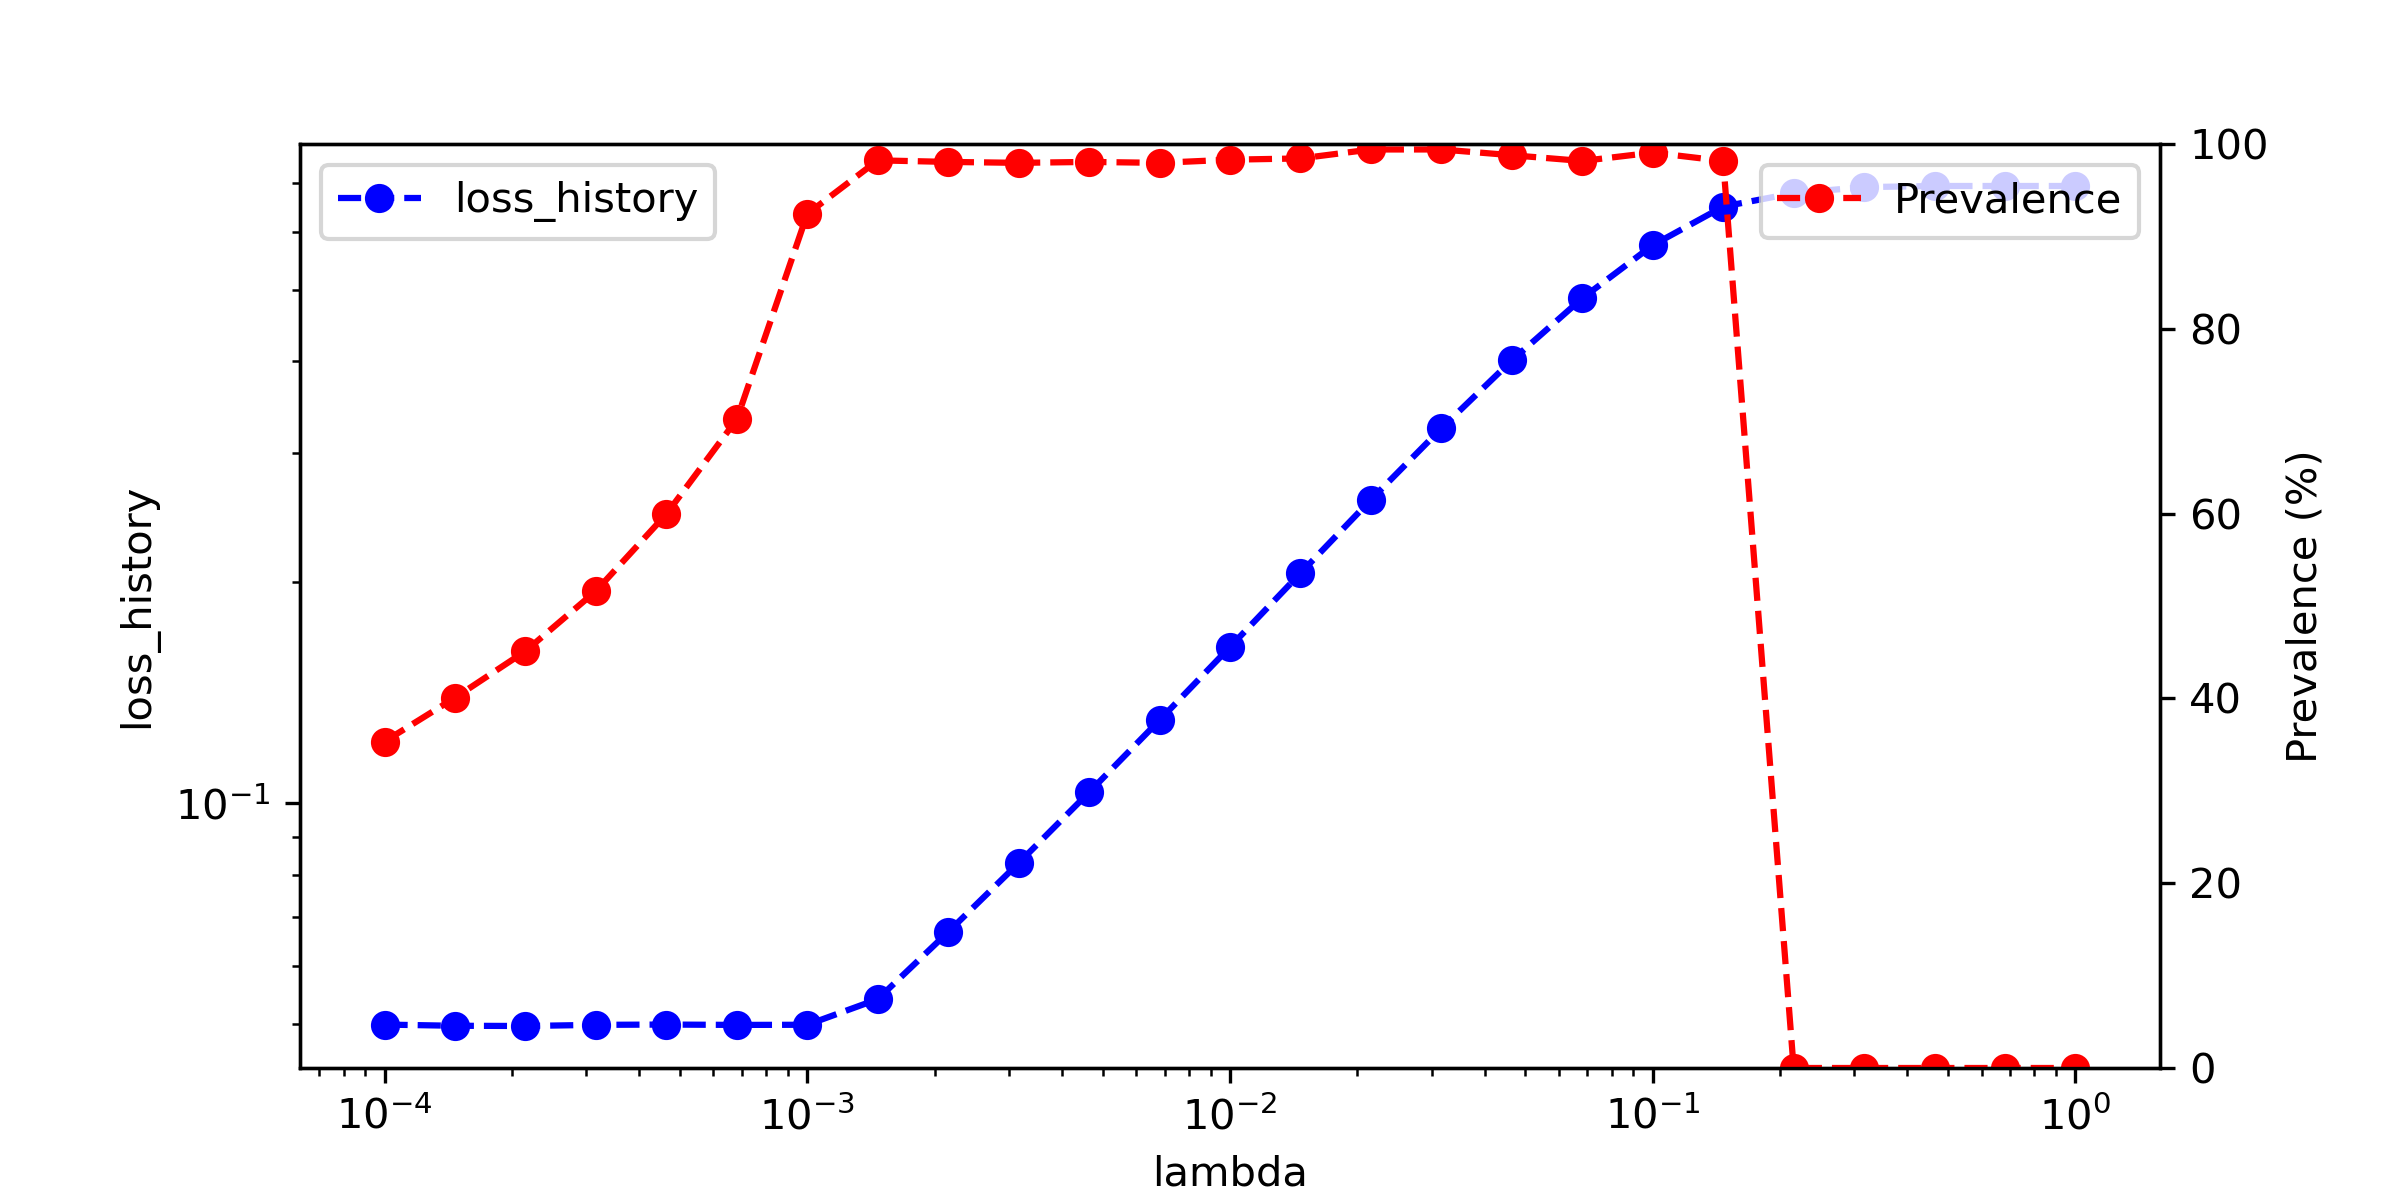 loss_history
Prevalence
100
80
60
40
20
0
Prevalence (%)
loss_history
10⁻¹
10⁻⁴ 10⁻³ 10⁻² 10⁻¹ 10⁰
lambda